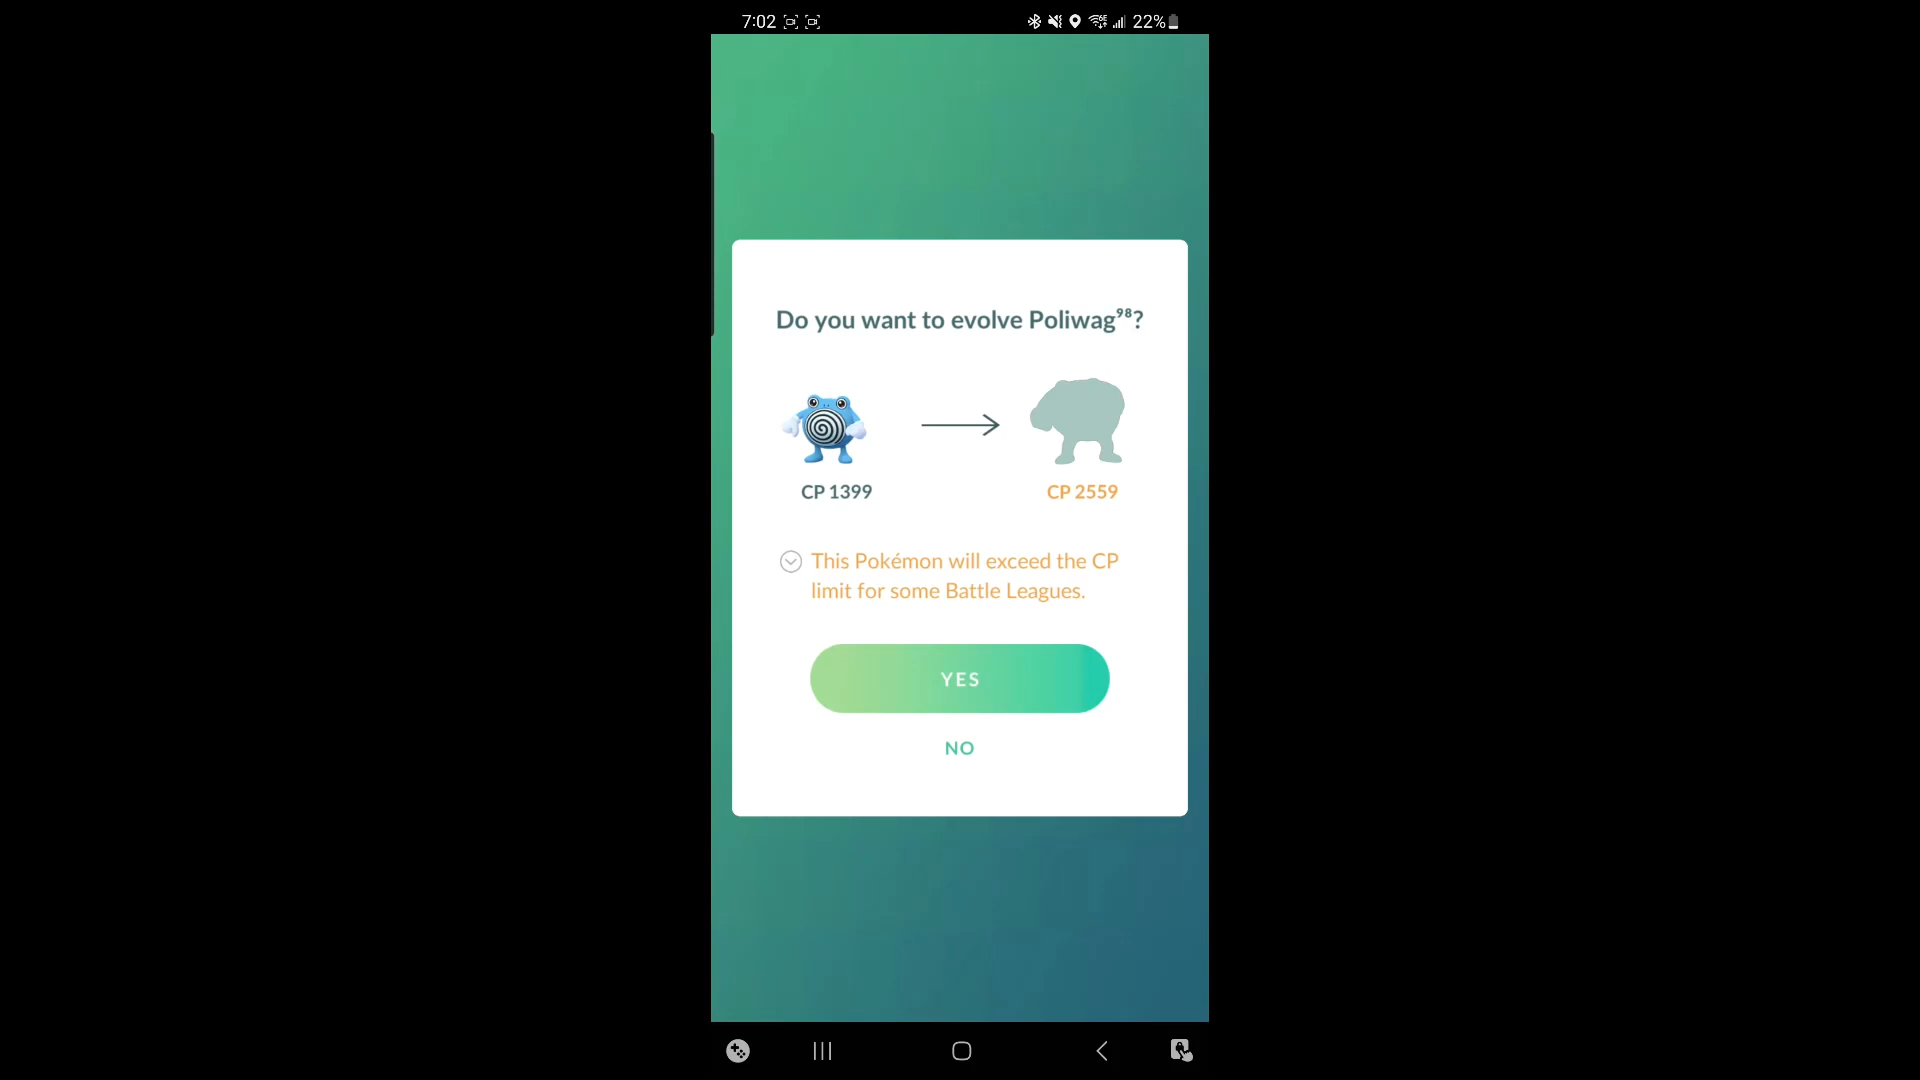 7:02
22%
Do you want to evolve Poliwag⁹⁸?
CP 1399
CP 2559
This Pokémon will exceed the CP
limit for some Battle Leagues.
YES
NO